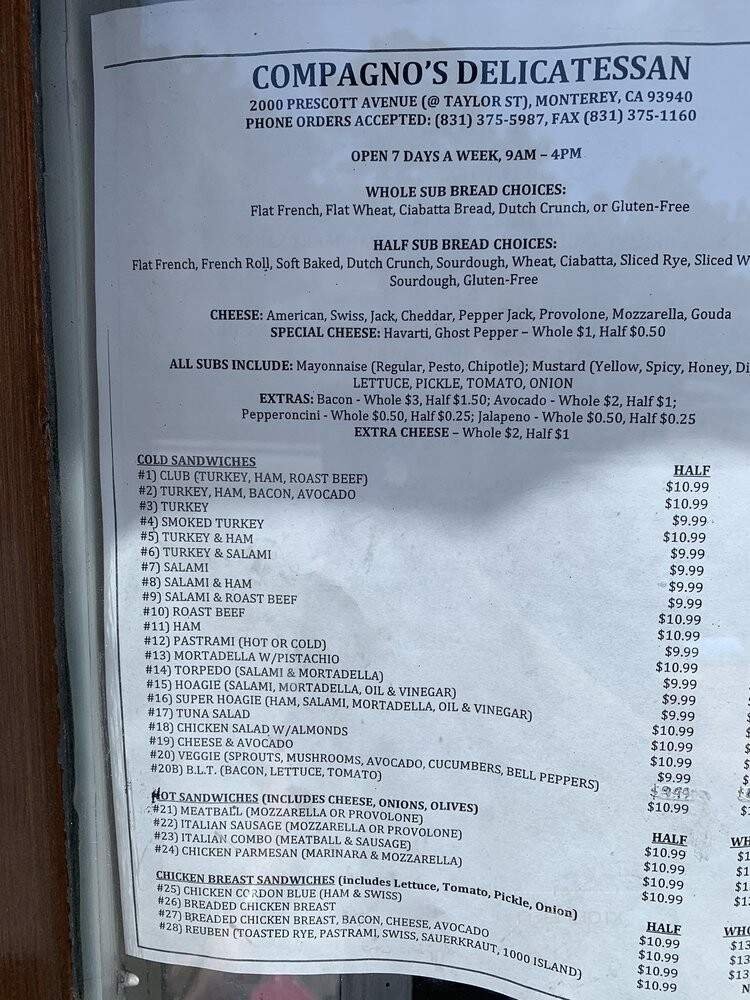 COMPAGNO'S DELICATESSAN
2000 PRESCOTT AVENUE (@ TAYLOR ST), MONTEREY, CA 93940
PHONE ORDERS ACCEPTED: (831) 375-5987, FAX (831) 375-1160
OPEN 7 DAYS A WEEK, 9AM – 4PM
WHOLE SUB BREAD CHOICES:
Flat French, Flat Wheat, Ciabatta Bread, Dutch Crunch, or Gluten-Free
HALF SUB BREAD CHOICES:
Flat French, French Roll, Soft Baked, Dutch Crunch, Sourdough, Wheat, Ciabatta, Sliced Rye, Sliced W
Sourdough, Gluten-Free
CHEESE: American, Swiss, Jack, Cheddar, Pepper Jack, Provolone, Mozzarella, Gouda
SPECIAL CHEESE: Havarti, Ghost Pepper – Whole $1, Half $0.50
ALL SUBS INCLUDE: Mayonnaise (Regular, Pesto, Chipotle); Mustard (Yellow, Spicy, Honey, Di
LETTUCE, PICKLE, TOMATO, ONION
EXTRAS: Bacon - Whole $3, Half $1.50; Avocado - Whole $2, Half $1;
Pepperoncini - Whole $0.50, Half $0.25; Jalapeno - Whole $0.50, Half $0.25
EXTRA CHEESE – Whole $2, Half $1
COLD SANDWICHES HALF
#1) CLUB (TURKEY, HAM, ROAST BEEF) $10.99
#2) TURKEY, HAM, BACON, AVOCADO $10.99
#3) TURKEY $9.99
#4) SMOKED TURKEY $10.99
#5) TURKEY & HAM $9.99
#6) TURKEY & SALAMI $9.99
#7) SALAMI $9.99
#8) SALAMI & HAM $9.99
#9) SALAMI & ROAST BEEF $10.99
#10) ROAST BEEF $10.99
#11) HAM $9.99
#12) PASTRAMI (HOT OR COLD) $10.99
#13) MORTADELLA W/PISTACHIO $9.99
#14) TORPEDO (SALAMI & MORTADELLA) $9.99
#15) HOAGIE (SALAMI, MORTADELLA, OIL & VINEGAR) $9.99
#16) SUPER HOAGIE (HAM, SALAMI, MORTADELLA, OIL & VINEGAR) $10.99
#17) TUNA SALAD $10.99
#18) CHICKEN SALAD W/ALMONDS $10.99
#19) CHEESE & AVOCADO $9.99
#20) VEGGIE (SPROUTS, MUSHROOMS, AVOCADO, CUCUMBERS, BELL PEPPERS) $9.99
#20B) B.L.T. (BACON, LETTUCE, TOMATO) $10.99
HOT SANDWICHES (INCLUDES CHEESE, ONIONS, OLIVES) HALF WH
#21) MEATBALL (MOZZARELLA OR PROVOLONE) $10.99 $1
#22) ITALIAN SAUSAGE (MOZZARELLA OR PROVOLONE) $10.99 $1
#23) ITALIAN COMBO (MEATBALL & SAUSAGE) $10.99 $1
#24) CHICKEN PARMESAN (MARINARA & MOZZARELLA) $10.99 $1
CHICKEN BREAST SANDWICHES (includes Lettuce, Tomato, Pickle, Onion) HALF WHO
#25) CHICKEN CORDON BLUE (HAM & SWISS) $10.99 $13
#26) BREADED CHICKEN BREAST $10.99 $13
#27) BREADED CHICKEN BREAST, BACON, CHEESE, AVOCADO $10.99 $13
#28) REUBEN (TOASTED RYE, PASTRAMI, SWISS, SAUERKRAUT, 1000 ISLAND) $10.99 N